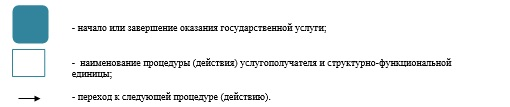 - начало или завершение оказания государственной услуги;
- наименование процедуры (действия) услугополучателя и структурно-функциональной
единицы;
- переход к следующей процедуре (действию).